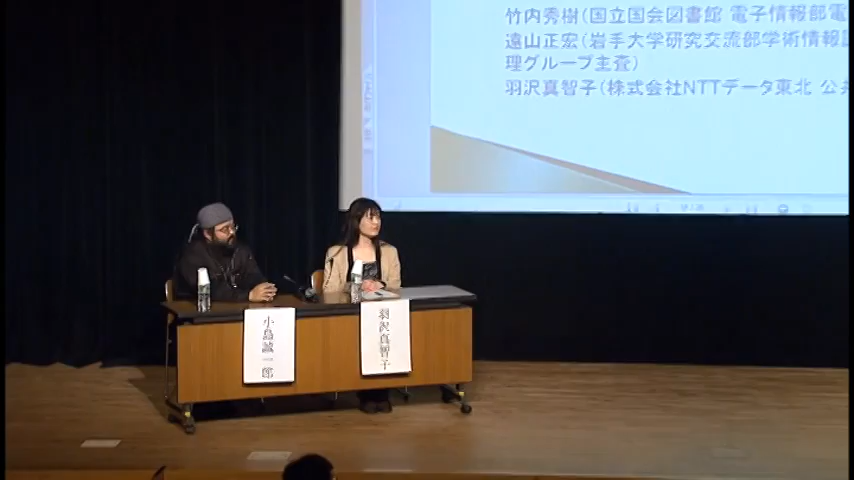 竹内秀樹(国立国会図書館 電子情報部電
遠山正宏(岩手大学研究交流部学術情報
理グループ主査)
羽沢真智子(株式会社NTTデータ東北 公共
小島誠一郎
羽沢真智子